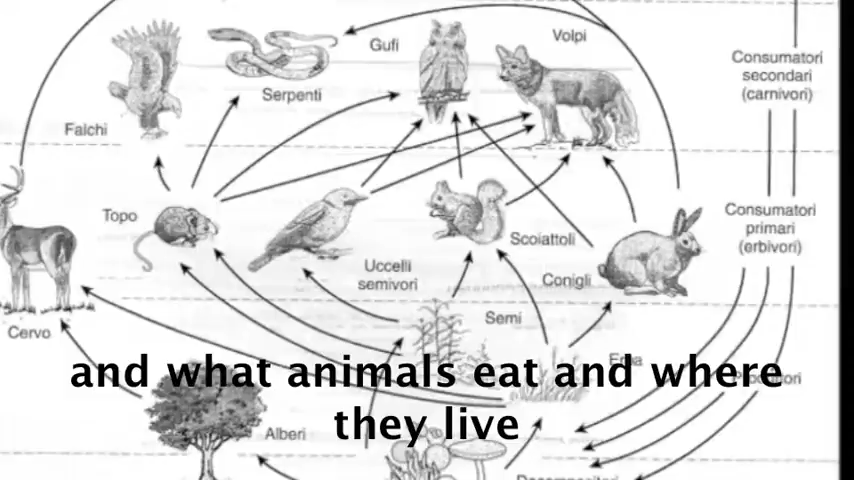 Gufi
Volpi
Consumatori
secondari
(carnivori)
Serpenti
Falchi
Topo
Consumatori
primari
(erbivori)
Scoiattoli
Uccelli
semivori
Conigli
Semi
Cervo
Erba
and what animals eat and where
they live
Alberi